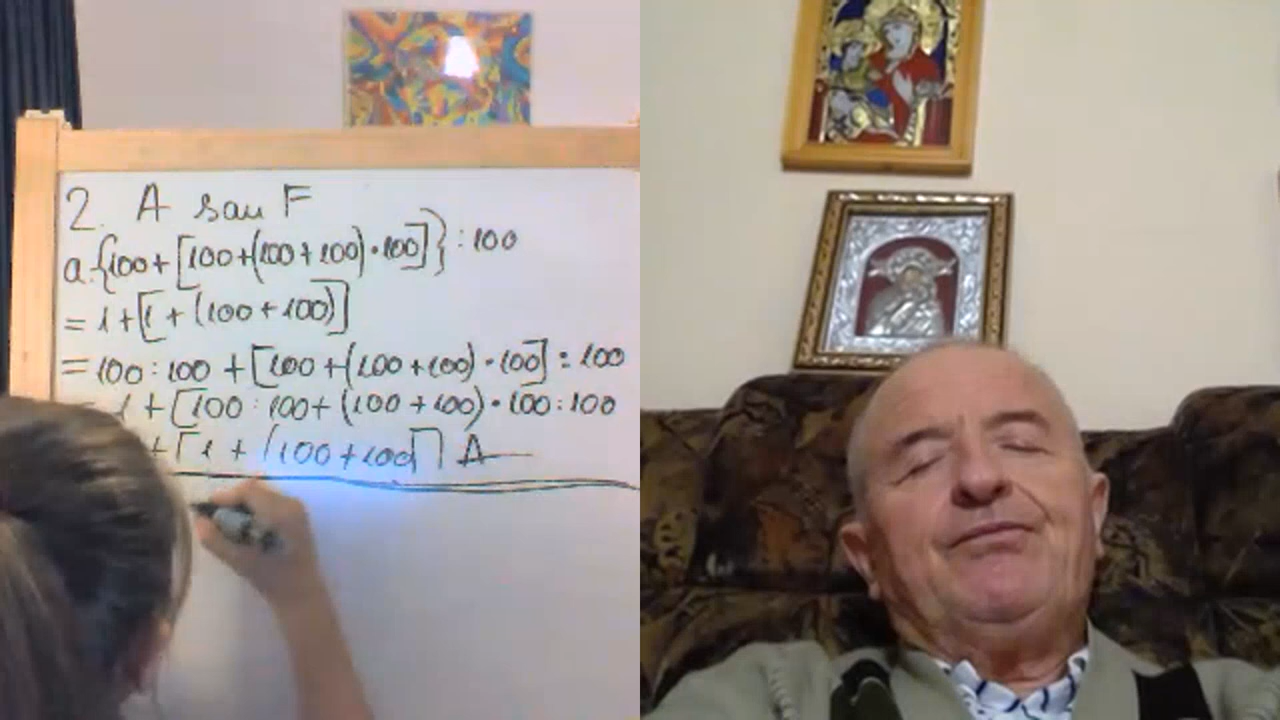 2. A sau F
a. {100+[100+(100+100)•100]}:100
= 1+[1+(100+100)]
= 100:100+[100+(100+100)•100]:100
= 1+[100:100+(100+100)•100:100
+[1+(100+100)] A